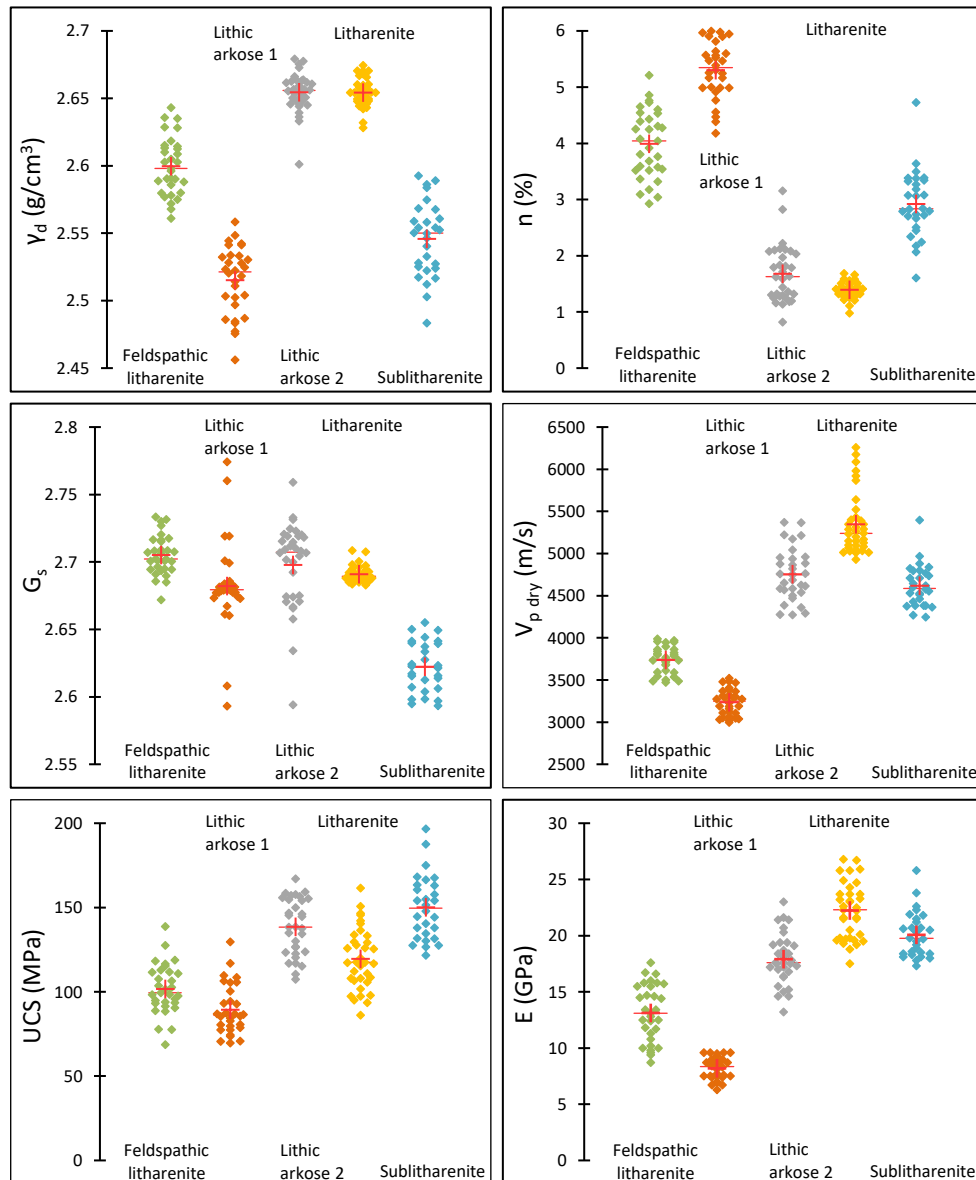 2.7
2.65
2.6
2.55
2.5
2.45
γd (g/cm³)
Lithic
arkose 1
Litharenite
Feldspathic
litharenite
Lithic
arkose 2
Sublitharenite
6
5
4
3
2
1
0
n (%)
Litharenite
Lithic
arkose 1
Feldspathic
litharenite
Lithic
arkose 2
Sublitharenite
2.8
2.75
2.7
2.65
2.6
2.55
Gs
Lithic
arkose 1
Litharenite
Feldspathic
litharenite
Lithic
arkose 2
Sublitharenite
6500
6000
5500
5000
4500
4000
3500
3000
2500
Vp dry (m/s)
Lithic
arkose 1
Litharenite
Feldspathic
litharenite
Lithic
arkose 2
Sublitharenite
200
150
100
50
0
UCS (MPa)
Lithic
arkose 1
Litharenite
Feldspathic
litharenite
Lithic
arkose 2
Sublitharenite
30
25
20
15
10
5
0
E (GPa)
Lithic
arkose 1
Litharenite
Feldspathic
litharenite
Lithic
arkose 2
Sublitharenite